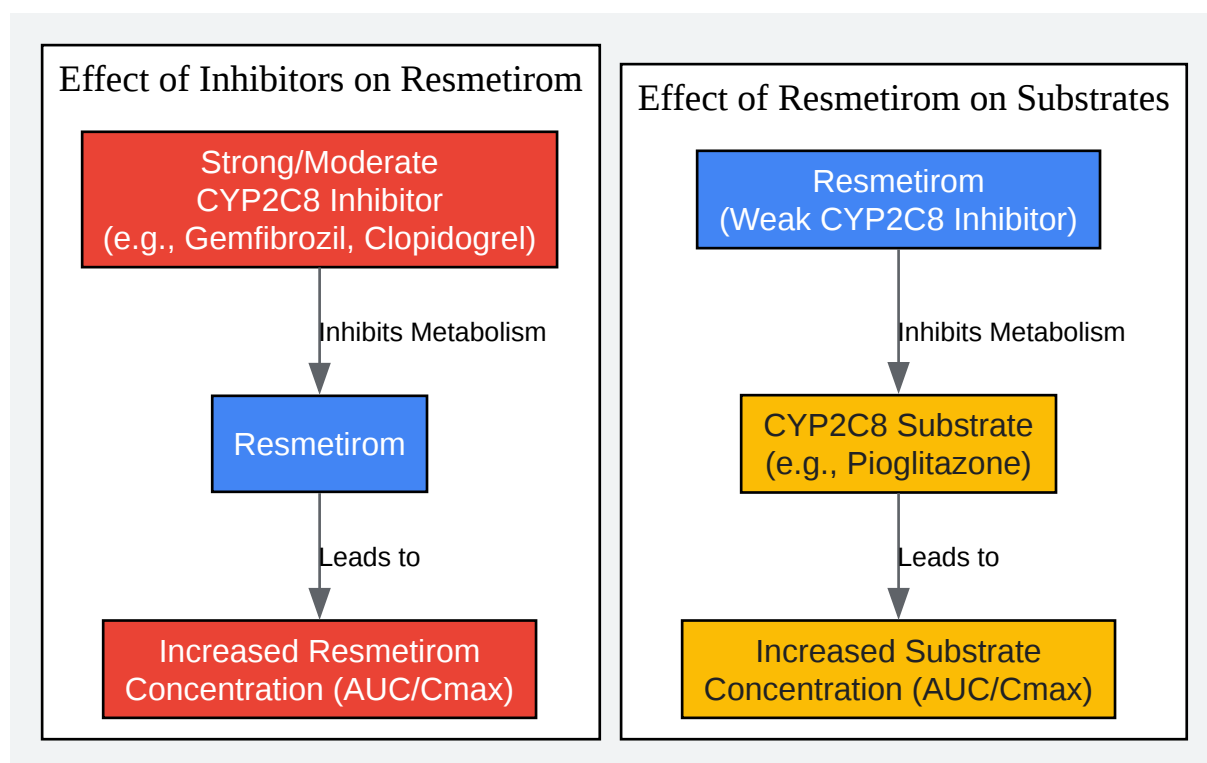 Effect of Inhibitors on Resmetirom
Strong/Moderate
CYP2C8 Inhibitor
(e.g., Gemfibrozil, Clopidogrel)
Inhibits Metabolism
Resmetirom
Leads to
Increased Resmetirom
Concentration (AUC/Cmax)
Effect of Resmetirom on Substrates
Resmetirom
(Weak CYP2C8 Inhibitor)
Inhibits Metabolism
CYP2C8 Substrate
(e.g., Pioglitazone)
Leads to
Increased Substrate
Concentration (AUC/Cmax)